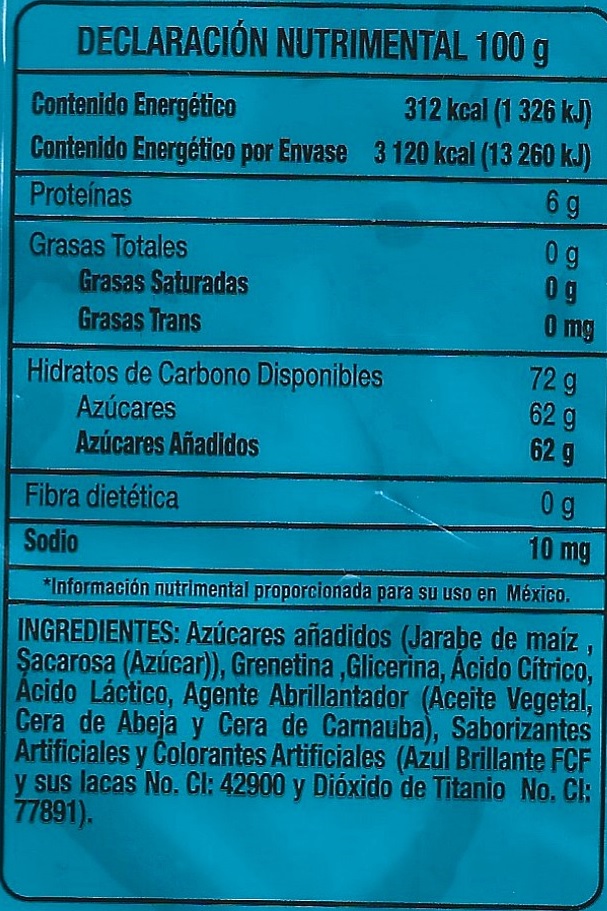 DECLARACIÓN NUTRIMENTAL 100 g
Contenido Energético 312 kcal (1 326 kJ)
Contenido Energético por Envase 3 120 kcal (13 260 kJ)
Proteínas 6 g
Grasas Totales 0 g
Grasas Saturadas 0 g
Grasas Trans 0 mg
Hidratos de Carbono Disponibles 72 g
Azúcares 62 g
Azúcares Añadidos 62 g
Fibra dietética 0 g
Sodio 10 mg
*Información nutrimental proporcionada para su uso en México.
INGREDIENTES: Azúcares añadidos (Jarabe de maíz ,
Sacarosa (Azúcar)), Grenetina ,Glicerina, Ácido Cítrico,
Ácido Láctico, Agente Abrillantador (Aceite Vegetal,
Cera de Abeja y Cera de Carnauba), Saborizantes
Artificiales y Colorantes Artificiales (Azul Brillante FCF
y sus lacas No. CI: 42900 y Dióxido de Titanio No. CI:
77891).